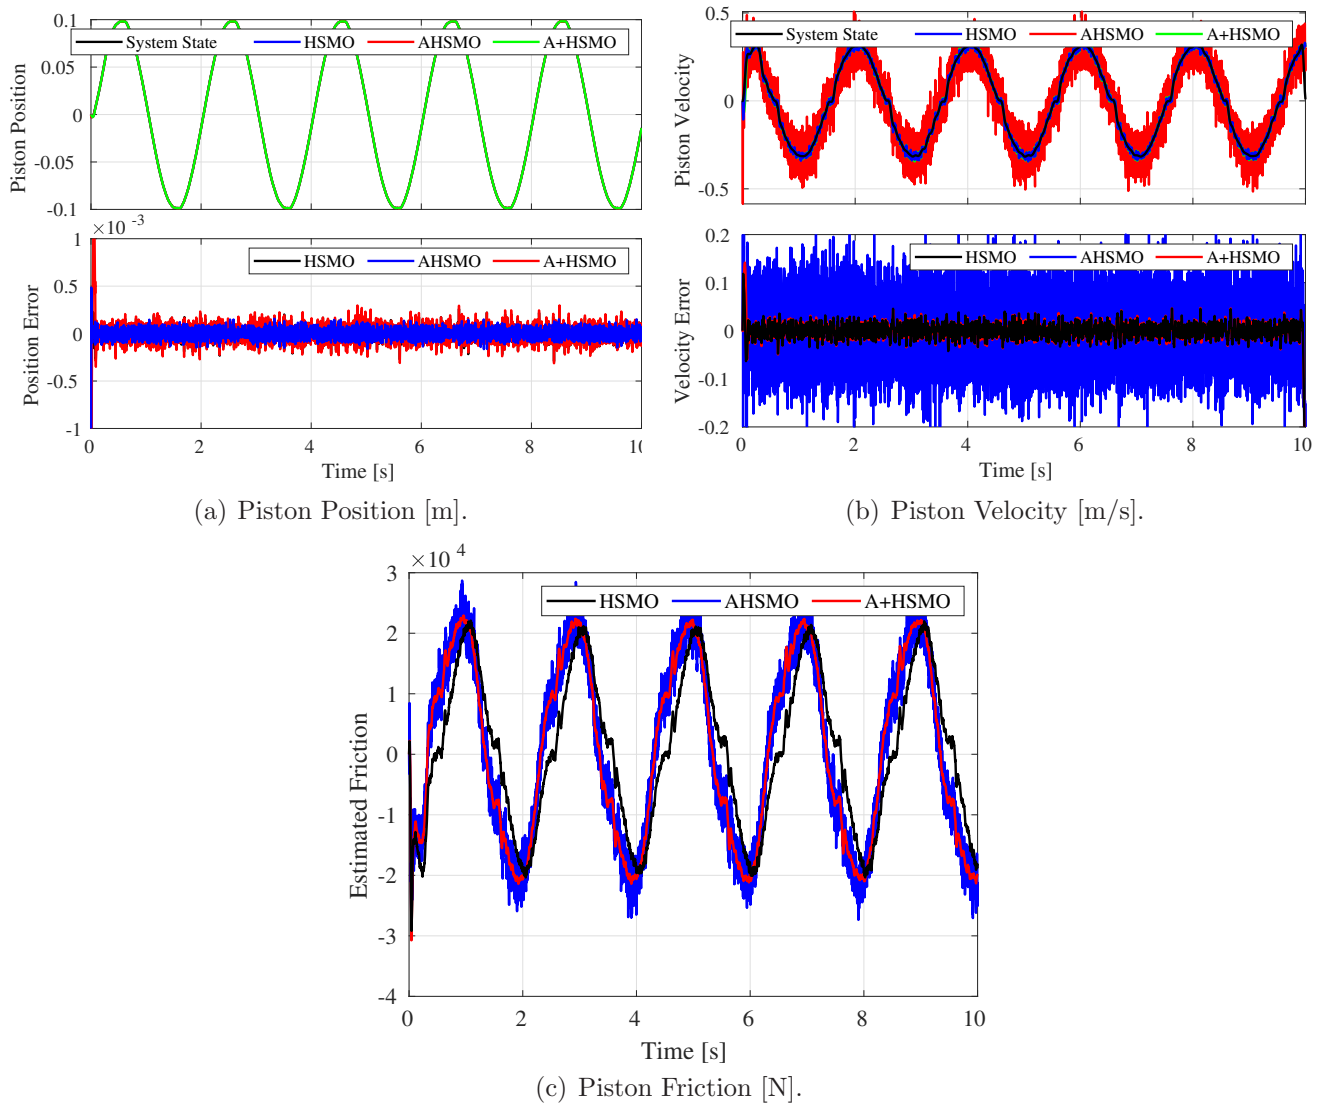 0.1
0.05
0
-0.05
-0.1
Piston Position
System State HSMO AHSMO A+HSMO
×10 -3
1
0.5
0
-0.5
-1
Position Error
HSMO AHSMO A+HSMO
0 2 4 6 8 10
Time [s]
(a) Piston Position [m].
0.5
0
-0.5
Piston Velocity
System State HSMO AHSMO A+HSMO
0.2
0.1
0
-0.1
-0.2
Velocity Error
HSMO AHSMO A+HSMO
0 2 4 6 8 10
Time [s]
(b) Piston Velocity [m/s].
×10 4
3
2
1
0
-1
-2
-3
-4
Estimated Friction
HSMO AHSMO A+HSMO
0 2 4 6 8 10
Time [s]
(c) Piston Friction [N].